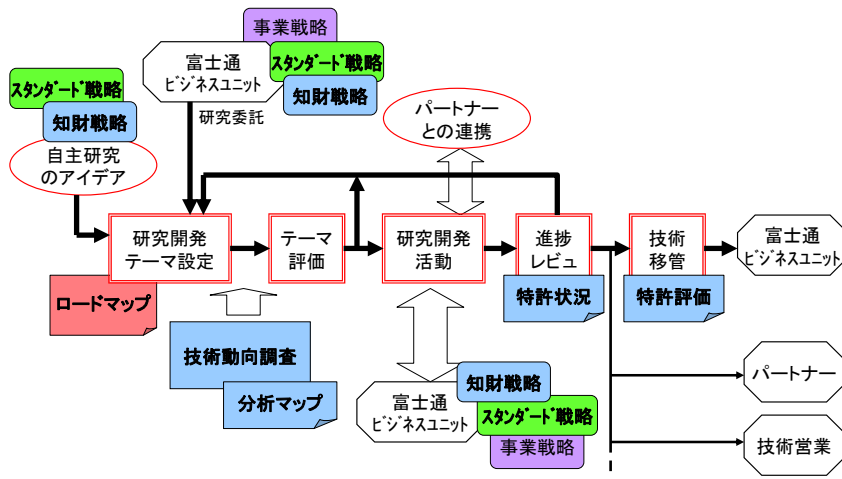 事業戦略
富士通
ビジネスユニット
スタンダード戦略
知財戦略
研究委託
スタンダード戦略
知財戦略
自主研究
のアイデア
パートナー
との連携
研究開発
テーマ設定
テーマ
評価
研究開発
活動
進捗
レビュ
技術
移管
富士通
ビジネスユニット
ロードマップ
特許状況
特許評価
技術動向調査
分析マップ
富士通
ビジネスユニット
知財戦略
スタンダード戦略
事業戦略
パートナー
技術営業